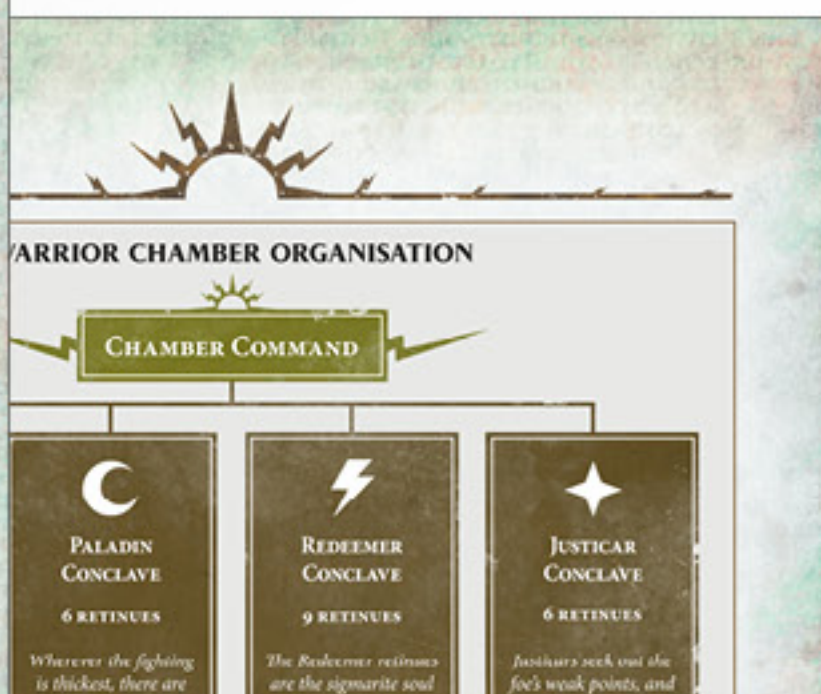 WARRIOR CHAMBER ORGANISATION
CHAMBER COMMAND
PALADIN
CONCLAVE
6 RETINUES
Wherever the fighting
is thickest, there are
REDEEMER
CONCLAVE
9 RETINUES
The Redeemer retinues
are the sigmarite soul
JUSTICAR
CONCLAVE
6 RETINUES
Justicars seek out the
foe's weak points, and